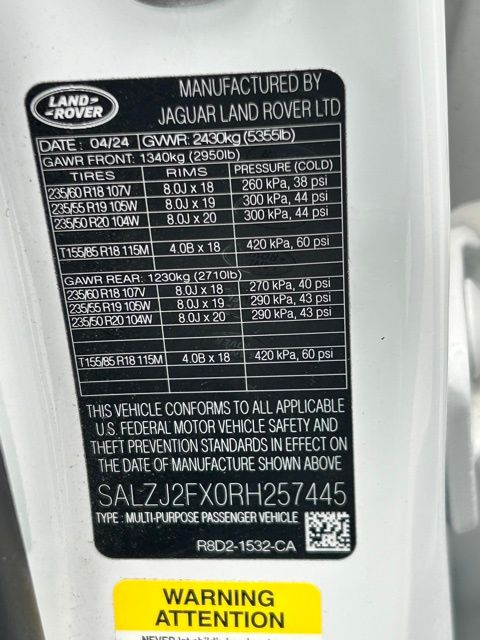 LAND ROVER
MANUFACTURED BY
JAGUAR LAND ROVER LTD
DATE: 04/24 GVWR: 2430kg (5355lb)
GAWR FRONT: 1340kg (2950lb)
TIRES RIMS PRESSURE (COLD)
235/60 R18 107V 8.0J x 18 260 kPa, 38 psi
235/55 R19 105W 8.0J x 19 300 kPa, 44 psi
235/50 R20 104W 8.0J x 20 300 kPa, 44 psi
T155/85 R18 115M 4.0B x 18 420 kPa, 60 psi
GAWR REAR: 1230kg (2710lb)
235/60 R18 107V 8.0J x 18 270 kPa, 40 psi
235/55 R19 105W 8.0J x 19 290 kPa, 43 psi
235/50 R20 104W 8.0J x 20 290 kPa, 43 psi
T155/85 R18 115M 4.0B x 18 420 kPa, 60 psi
THIS VEHICLE CONFORMS TO ALL APPLICABLE
U.S. FEDERAL MOTOR VEHICLE SAFETY AND
THEFT PREVENTION STANDARDS IN EFFECT ON
THE DATE OF MANUFACTURE SHOWN ABOVE
SALZJ2FX0RH257445
TYPE : MULTI-PURPOSE PASSENGER VEHICLE
R8D2-1532-CA
WARNING
ATTENTION